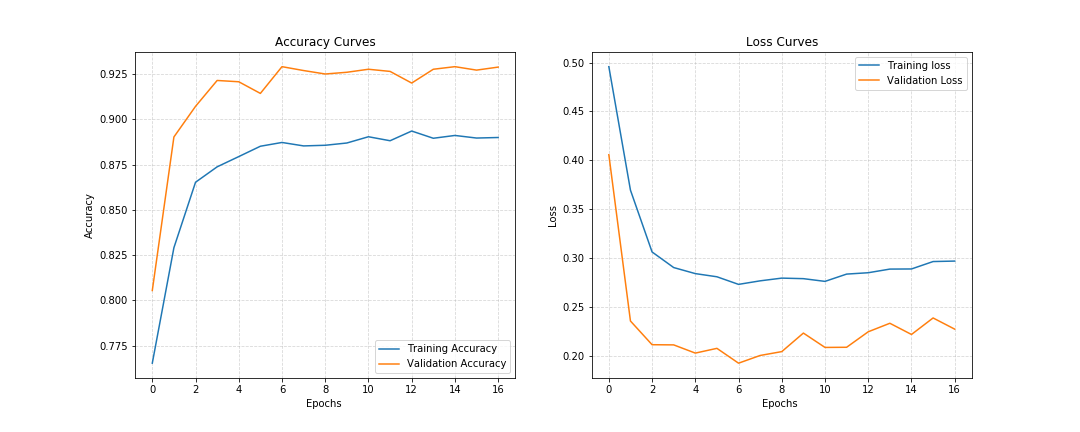 Accuracy Curves
0.925
0.900
0.875
0.850
0.825
0.800
0.775
Accuracy
0 2 4 6 8 10 12 14 16
Epochs
Training Accuracy
Validation Accuracy
Loss Curves
0.50
0.45
0.40
0.35
0.30
0.25
0.20
Loss
0 2 4 6 8 10 12 14 16
Epochs
Training loss
Validation Loss